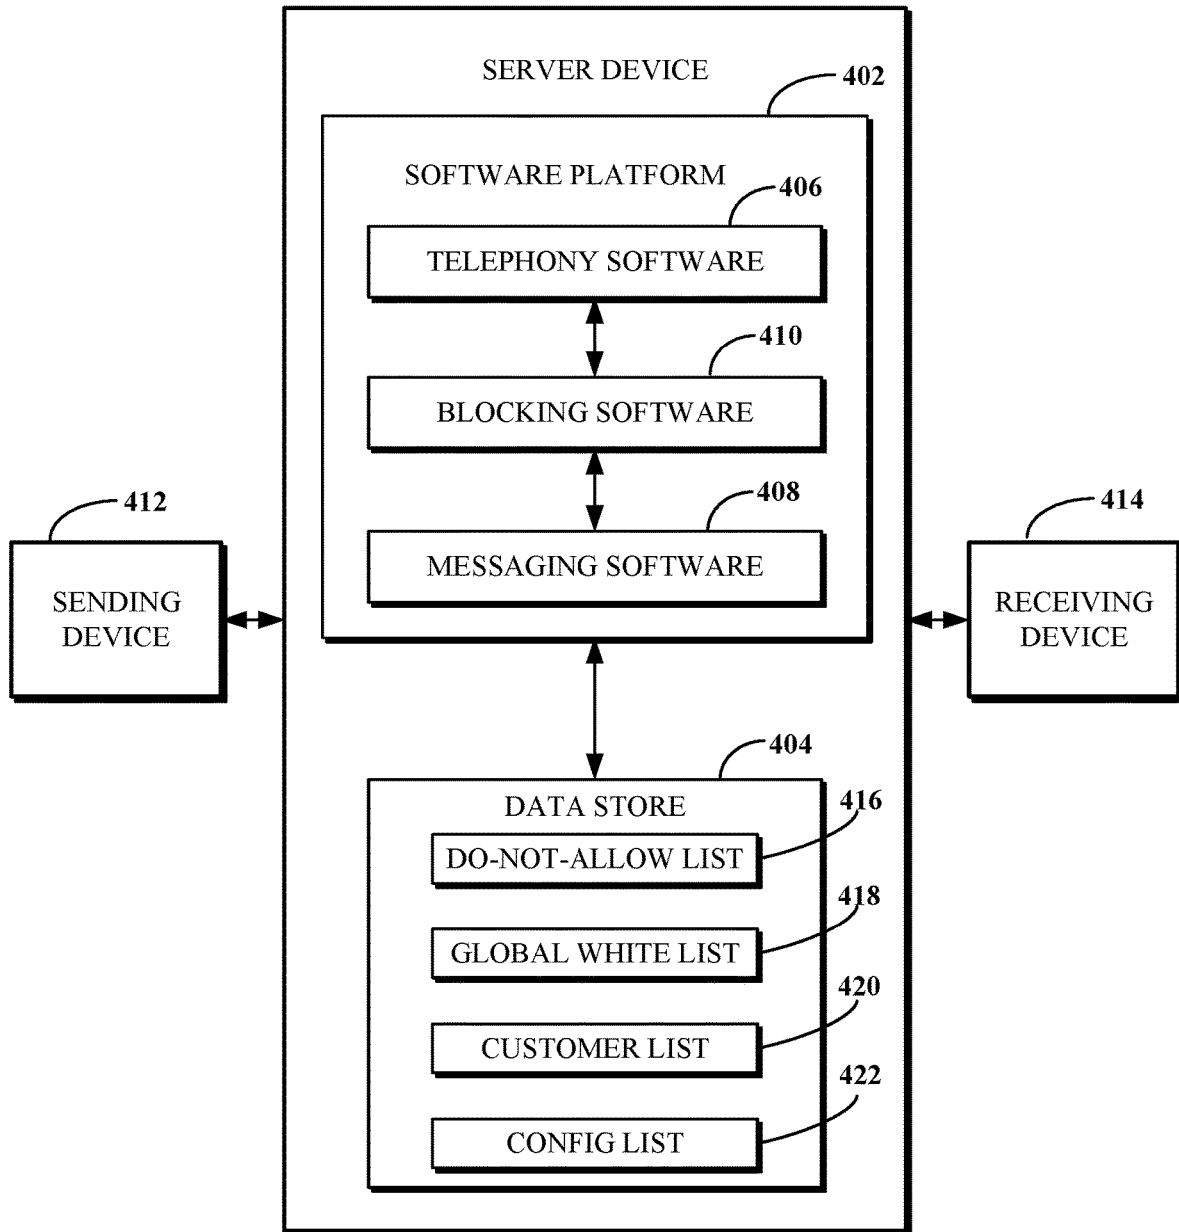 SERVER DEVICE
402
SOFTWARE PLATFORM
406
TELEPHONY SOFTWARE
410
BLOCKING SOFTWARE
408
MESSAGING SOFTWARE
412
SENDING
DEVICE
414
RECEIVING
DEVICE
404
DATA STORE
416
DO-NOT-ALLOW LIST
418
GLOBAL WHITE LIST
420
CUSTOMER LIST
422
CONFIG LIST